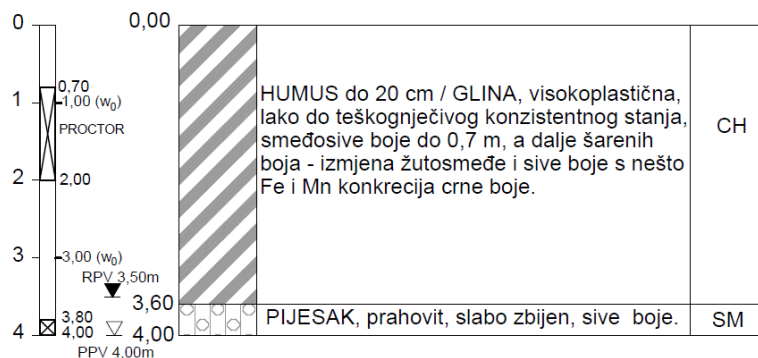 0
0,00
0,70
1
1,00 (w0)
PROCTOR
2
2,00
3
3,00 (w0)
RPV 3,50m
3,60
3,80
4
4,00
4,00
PPV 4.00m
HUMUS do 20 cm / GLINA, visokoplastična,
lako do teškognječivog konzistentnog stanja,
smeđosive boje do 0,7 m, a dalje šarenih
boja - izmjena žutosmeđe i sive boje s nešto
Fe i Mn konkrecija crne boje.
CH
PIJESAK, prahovit, slabo zbijen, sive boje.
SM